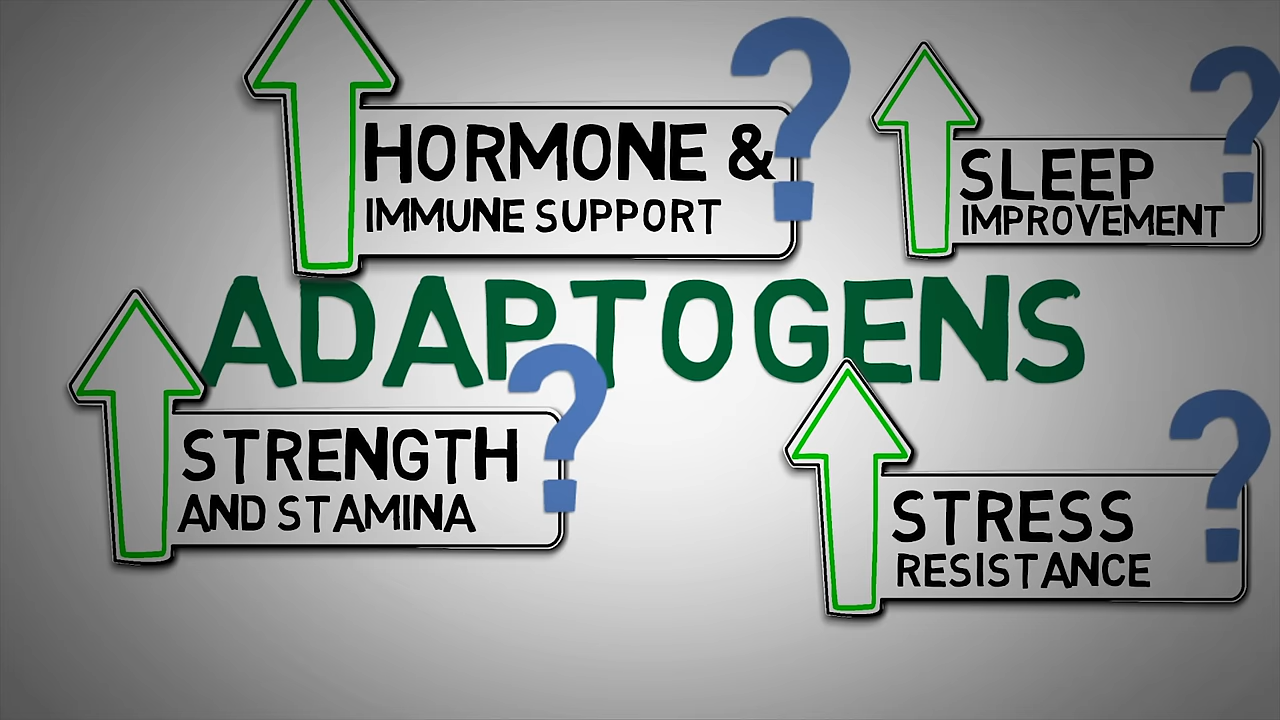 HORMONE &
IMMUNE SUPPORT
?
SLEEP
IMPROVEMENT
?
ADAPTOGENS
STRENGTH
AND STAMINA
?
STRESS
RESISTANCE
?